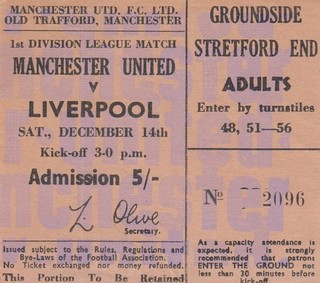 MANCHESTER UTD. F.C. LTD.
OLD TRAFFORD, MANCHESTER
1st DIVISION LEAGUE MATCH
MANCHESTER UNITED
v
LIVERPOOL
SAT., DECEMBER 14th
Kick-off 3-0 p.m.
Admission 5/-
L. Olive
Secretary.
Issued subject to the Rules, Regulations and
Bye-Laws of the Football Association.
No Ticket exchanged nor money refunded.
This Portion To Be Retained
GROUNDSIDE
STRETFORD END
ADULTS
Enter by turnstiles
48, 51—56
No 2096
As a capacity attendance is
expected, it is strongly
recommended that patrons
ENTER THE GROUND not
less than 30 minutes before
kick-off